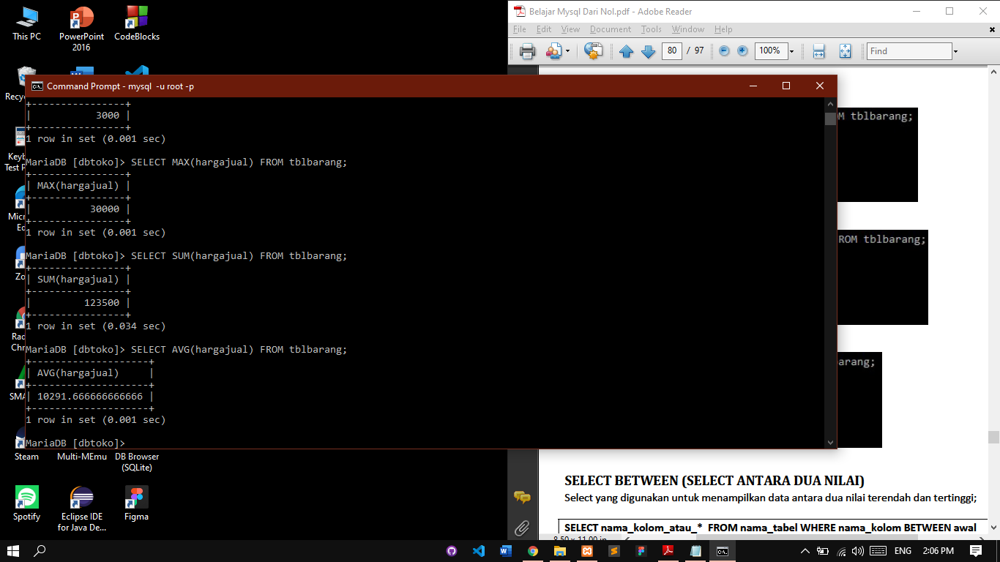 This PC
PowerPoint
2016
CodeBlocks
Recyc
Keyb
Test P
Micr
Ed
Zo
Rad
Chr
SMA
Steam
Multi-MEmu
DB Browser
(SQLite)
Spotify
Eclipse IDE
for Java De...
Figma
Belajar Mysql Dari Nol.pdf - Adobe Reader
File Edit View Document Tools Window Help
80 / 97 100% Find
Command Prompt - mysql -u root -p
+----------------+
|           3000 |
+----------------+
1 row in set (0.001 sec)
MariaDB [dbtoko]> SELECT MAX(hargajual) FROM tblbarang;
+----------------+
| MAX(hargajual) |
+----------------+
|          30000 |
+----------------+
1 row in set (0.001 sec)
MariaDB [dbtoko]> SELECT SUM(hargajual) FROM tblbarang;
+----------------+
| SUM(hargajual) |
+----------------+
|         123500 |
+----------------+
1 row in set (0.034 sec)
MariaDB [dbtoko]> SELECT AVG(hargajual) FROM tblbarang;
+--------------------+
| AVG(hargajual)     |
+--------------------+
| 10291.666666666666 |
+--------------------+
1 row in set (0.001 sec)
MariaDB [dbtoko]>
M tblbarang;
ROM tblbarang;
arang;
SELECT BETWEEN (SELECT ANTARA DUA NILAI)
Select yang digunakan untuk menampilkan data antara dua nilai terendah dan tertinggi;
SELECT nama_kolom_atau_* FROM nama_tabel WHERE nama_kolom BETWEEN awal
8.50 x 11.00 in
ENG 2:06 PM